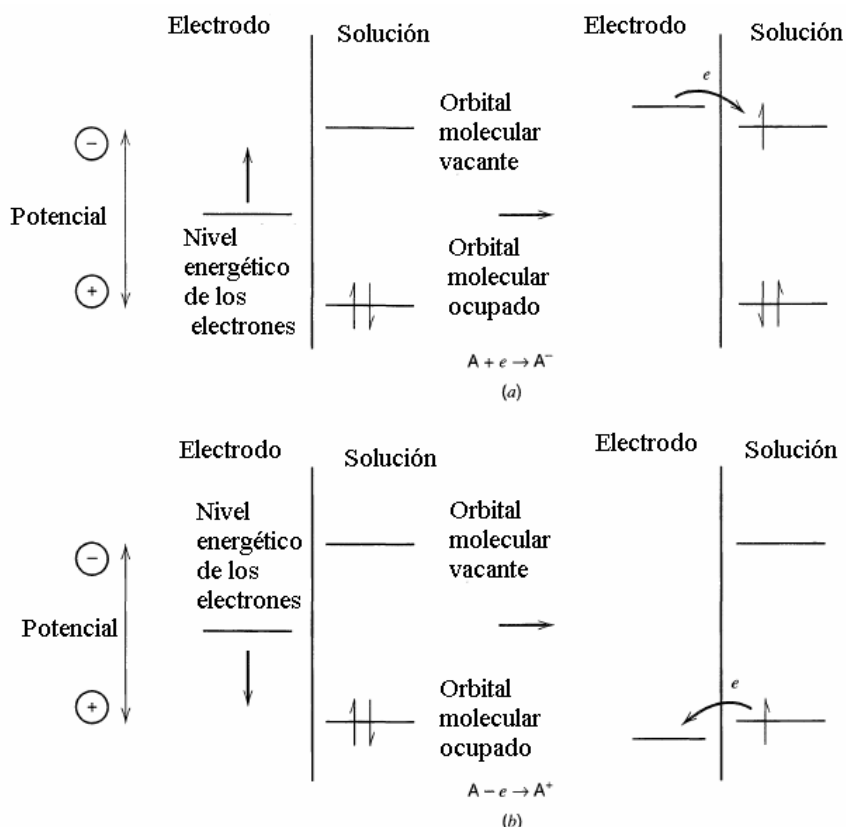 Electrodo
Solución
Electrodo
Solución
−
Potencial
+
Nivel
energético
de los
electrones
Orbital
molecular
vacante
Orbital
molecular
ocupado
e
A + e → A⁻
(a)
Electrodo
Solución
Electrodo
Solución
−
Potencial
+
Nivel
energético
de los
electrones
Orbital
molecular
vacante
Orbital
molecular
ocupado
e
A − e → A⁺
(b)